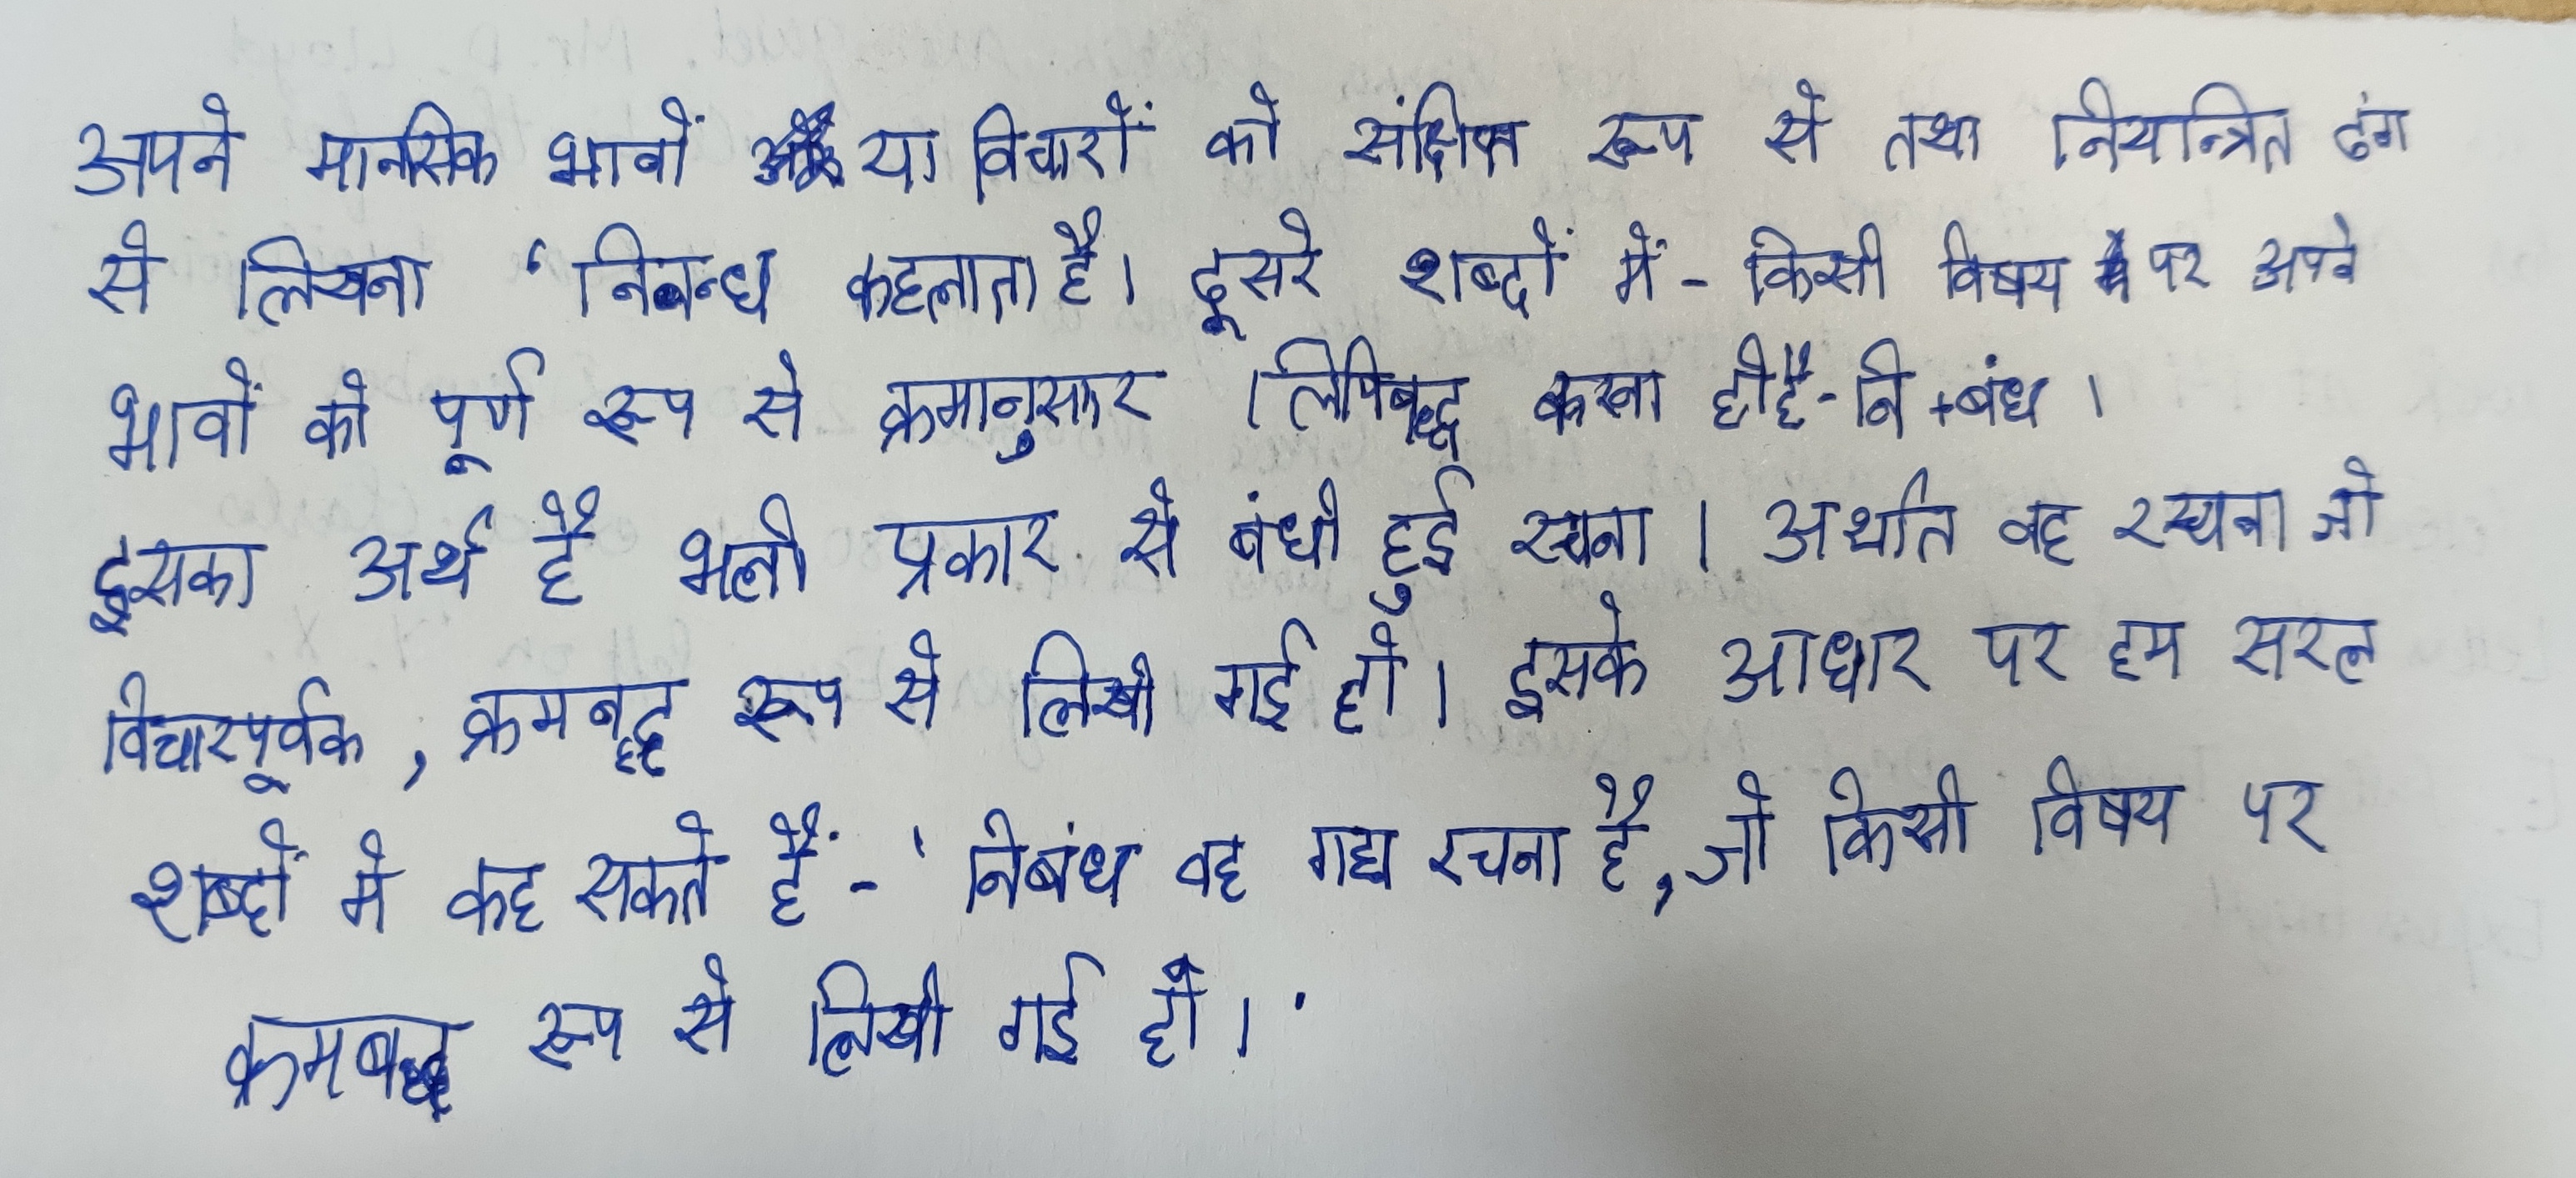 अपने मानसिक भावों या विचारों को संक्षिप्त रूप से तथा नियन्त्रित ढंग
से लिखना 'निबन्ध कहलाता है। दूसरे शब्दों में - किसी विषय पर अपने
भावों को पूर्ण रूप से क्रमानुसार लिपिबद्ध करना ही है - नि + बंध ।
इसका अर्थ है भली प्रकार से बंधी हुई रचना । अर्थात वह रचना जो
विचारपूर्वक , क्रमबद्ध रूप से लिखी गई हो । इसके आधार पर हम सरल
शब्दों में कह सकते हैं - 'निबंध वह गद्य रचना है, जो किसी विषय पर
क्रमबद्ध रूप से लिखी गई हो ।'